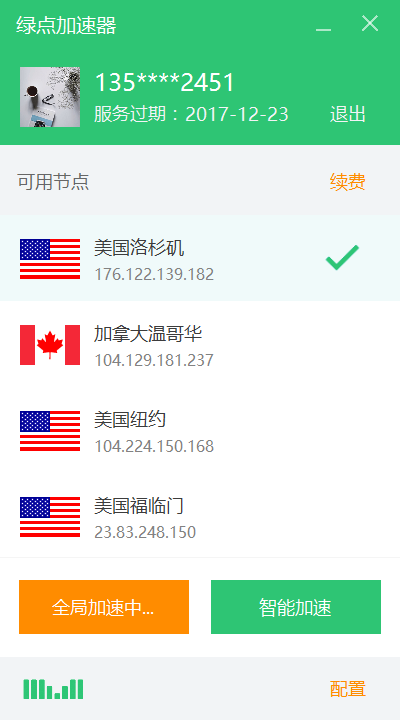 绿点加速器
135****2451
服务过期：2017-12-23 退出
可用节点 续费
美国洛杉矶
176.122.139.182
加拿大温哥华
104.129.181.237
美国纽约
104.224.150.168
美国福临门
23.83.248.150
全局加速中... 智能加速
配置